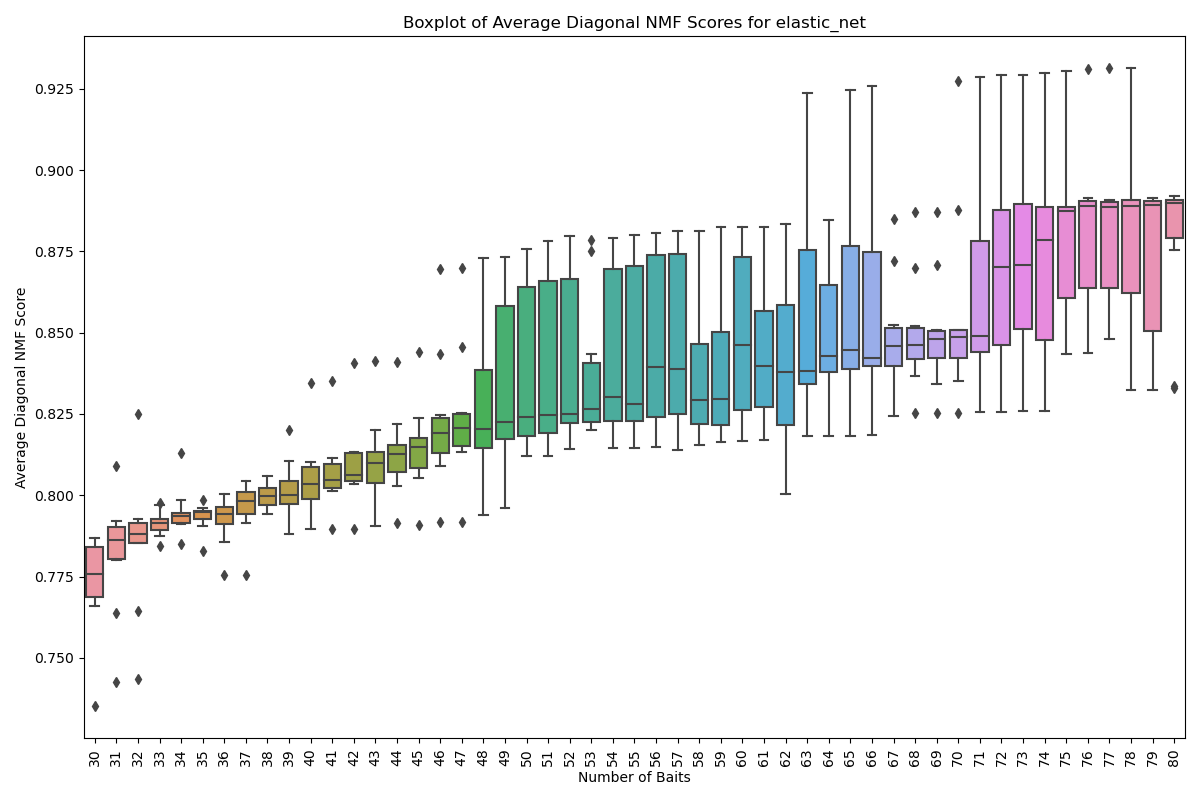 Boxplot of Average Diagonal NMF Scores for elastic_net
Average Diagonal NMF Score
0.925
0.900
0.875
0.850
0.825
0.800
0.775
0.750
30 31 32 33 34 35 36 37 38 39 40 41 42 43 44 45 46 47 48 49 50 51 52 53 54 55 56 57 58 59 60 61 62 63 64 65 66 67 68 69 70 71 72 73 74 75 76 77 78 79 80
Number of Baits